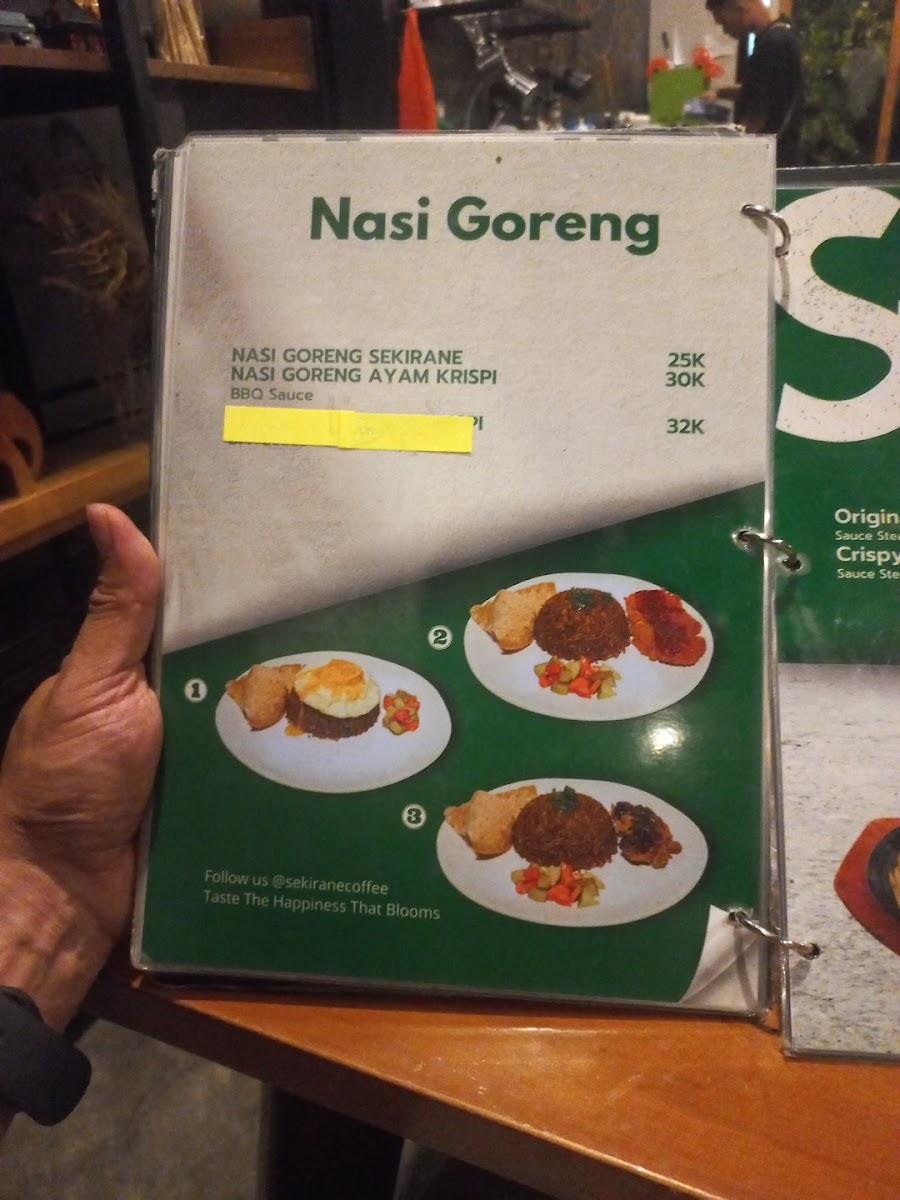 Nasi Goreng
NASI GORENG SEKIRANE 25K
NASI GORENG AYAM KRISPI 30K
BBQ Sauce
PI 32K
1
2
3
Follow us @sekiranecoffee
Taste The Happiness That Blooms
S
Origin
Sauce Ste
Crispy
Sauce Ste